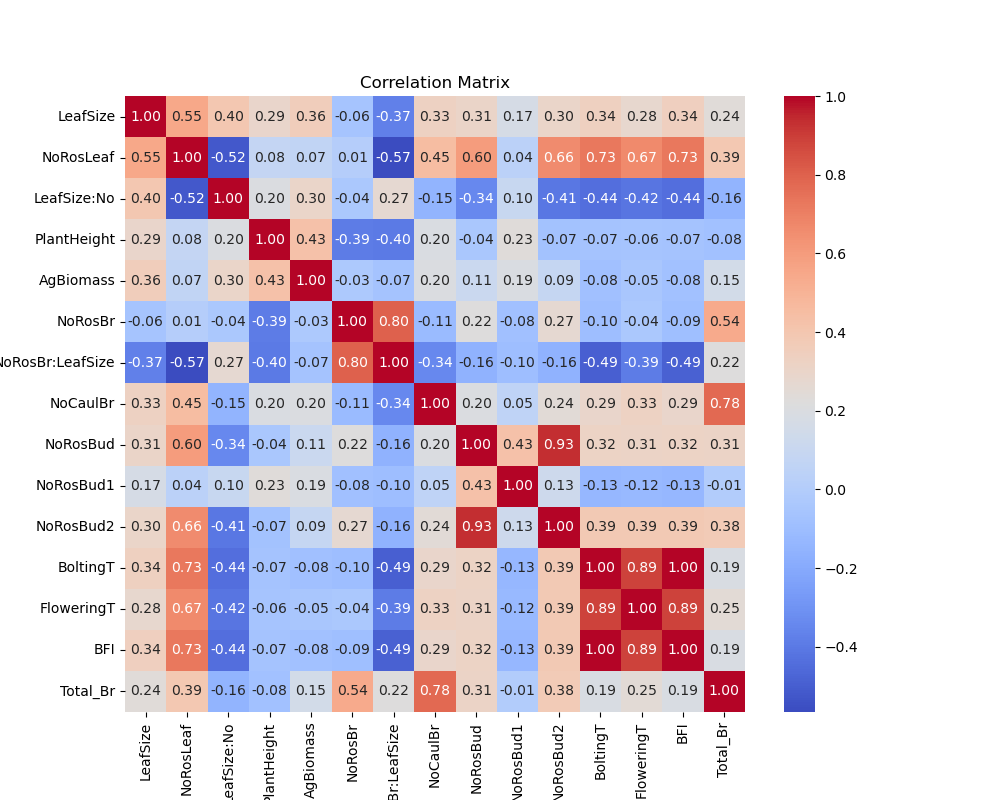 Correlation Matrix
LeafSize 1.00 0.55 0.40 0.29 0.36 -0.06 -0.37 0.33 0.31 0.17 0.30 0.34 0.28 0.34 0.24
NoRosLeaf 0.55 1.00 -0.52 0.08 0.07 0.01 -0.57 0.45 0.60 0.04 0.66 0.73 0.67 0.73 0.39
LeafSize:No 0.40 -0.52 1.00 0.20 0.30 -0.04 0.27 -0.15 -0.34 0.10 -0.41 -0.44 -0.42 -0.44 -0.16
PlantHeight 0.29 0.08 0.20 1.00 0.43 -0.39 -0.40 0.20 -0.04 0.23 -0.07 -0.07 -0.06 -0.07 -0.08
AgBiomass 0.36 0.07 0.30 0.43 1.00 -0.03 -0.07 0.20 0.11 0.19 0.09 -0.08 -0.05 -0.08 0.15
NoRosBr -0.06 0.01 -0.04 -0.39 -0.03 1.00 0.80 -0.11 0.22 -0.08 0.27 -0.10 -0.04 -0.09 0.54
NoRosBr:LeafSize -0.37 -0.57 0.27 -0.40 -0.07 0.80 1.00 -0.34 -0.16 -0.10 -0.16 -0.49 -0.39 -0.49 0.22
NoCaulBr 0.33 0.45 -0.15 0.20 0.20 -0.11 -0.34 1.00 0.20 0.05 0.24 0.29 0.33 0.29 0.78
NoRosBud 0.31 0.60 -0.34 -0.04 0.11 0.22 -0.16 0.20 1.00 0.43 0.93 0.32 0.31 0.32 0.31
NoRosBud1 0.17 0.04 0.10 0.23 0.19 -0.08 -0.10 0.05 0.43 1.00 0.13 -0.13 -0.12 -0.13 -0.01
NoRosBud2 0.30 0.66 -0.41 -0.07 0.09 0.27 -0.16 0.24 0.93 0.13 1.00 0.39 0.39 0.39 0.38
BoltingT 0.34 0.73 -0.44 -0.07 -0.08 -0.10 -0.49 0.29 0.32 -0.13 0.39 1.00 0.89 1.00 0.19
FloweringT 0.28 0.67 -0.42 -0.06 -0.05 -0.04 -0.39 0.33 0.31 -0.12 0.39 0.89 1.00 0.89 0.25
BFI 0.34 0.73 -0.44 -0.07 -0.08 -0.09 -0.49 0.29 0.32 -0.13 0.39 1.00 0.89 1.00 0.19
Total_Br 0.24 0.39 -0.16 -0.08 0.15 0.54 0.22 0.78 0.31 -0.01 0.38 0.19 0.25 0.19 1.00
LeafSize
NoRosLeaf
LeafSize:No
PlantHeight
AgBiomass
NoRosBr
Br:LeafSize
NoCaulBr
NoRosBud
NoRosBud1
NoRosBud2
BoltingT
FloweringT
BFI
Total_Br
1.0
0.8
0.6
0.4
0.2
0.0
−0.2
−0.4